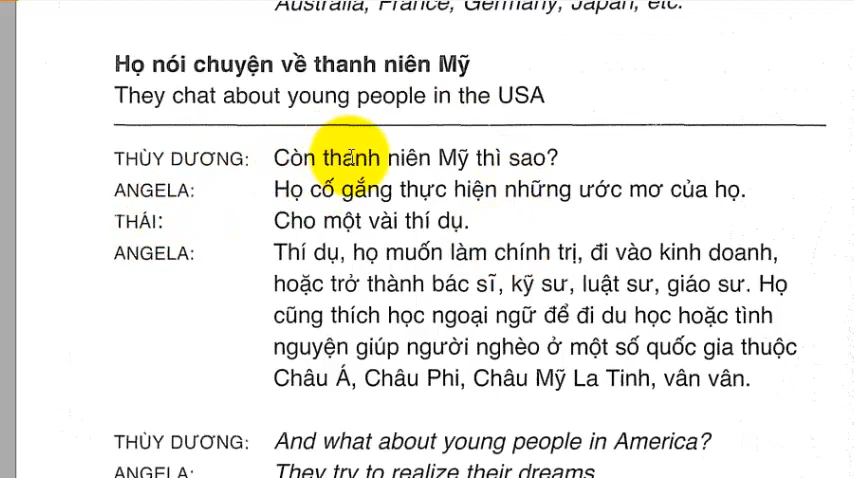 Australia, France, Germany, Japan, etc.
Họ nói chuyện về thanh niên Mỹ
They chat about young people in the USA
THÙY DƯƠNG: Còn thanh niên Mỹ thì sao?
ANGELA: Họ cố gắng thực hiện những ước mơ của họ.
THÁI: Cho một vài thí dụ.
ANGELA: Thí dụ, họ muốn làm chính trị, đi vào kinh doanh,
hoặc trở thành bác sĩ, kỹ sư, luật sư, giáo sư. Họ
cũng thích học ngoại ngữ để đi du học hoặc tình
nguyện giúp người nghèo ở một số quốc gia thuộc
Châu Á, Châu Phi, Châu Mỹ La Tinh, vân vân.
THÙY DƯƠNG: And what about young people in America?
ANGELA: They try to realize their dreams